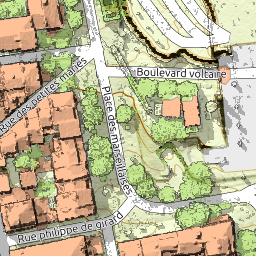 Boulevard voltaire
Rue des petites maries
Place des marseillaises
Rue philippe de girard